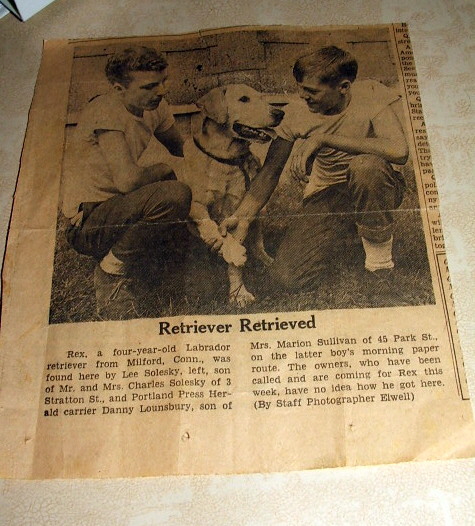 Retriever Retrieved
Rex, a four-year-old Labrador
retriever from Milford, Conn., was
found here by Lee Solesky, left, son
of Mr. and Mrs. Charles Solesky of 3
Stratton St., and Portland Press Her-
ald carrier Danny Lounsbury, son of
Mrs. Marion Sullivan of 45 Park St.,
on the latter boy's morning paper
route. The owners, who have been
called and are coming for Rex this
week, have no idea how he got here.
(By Staff Photographer Elwell)